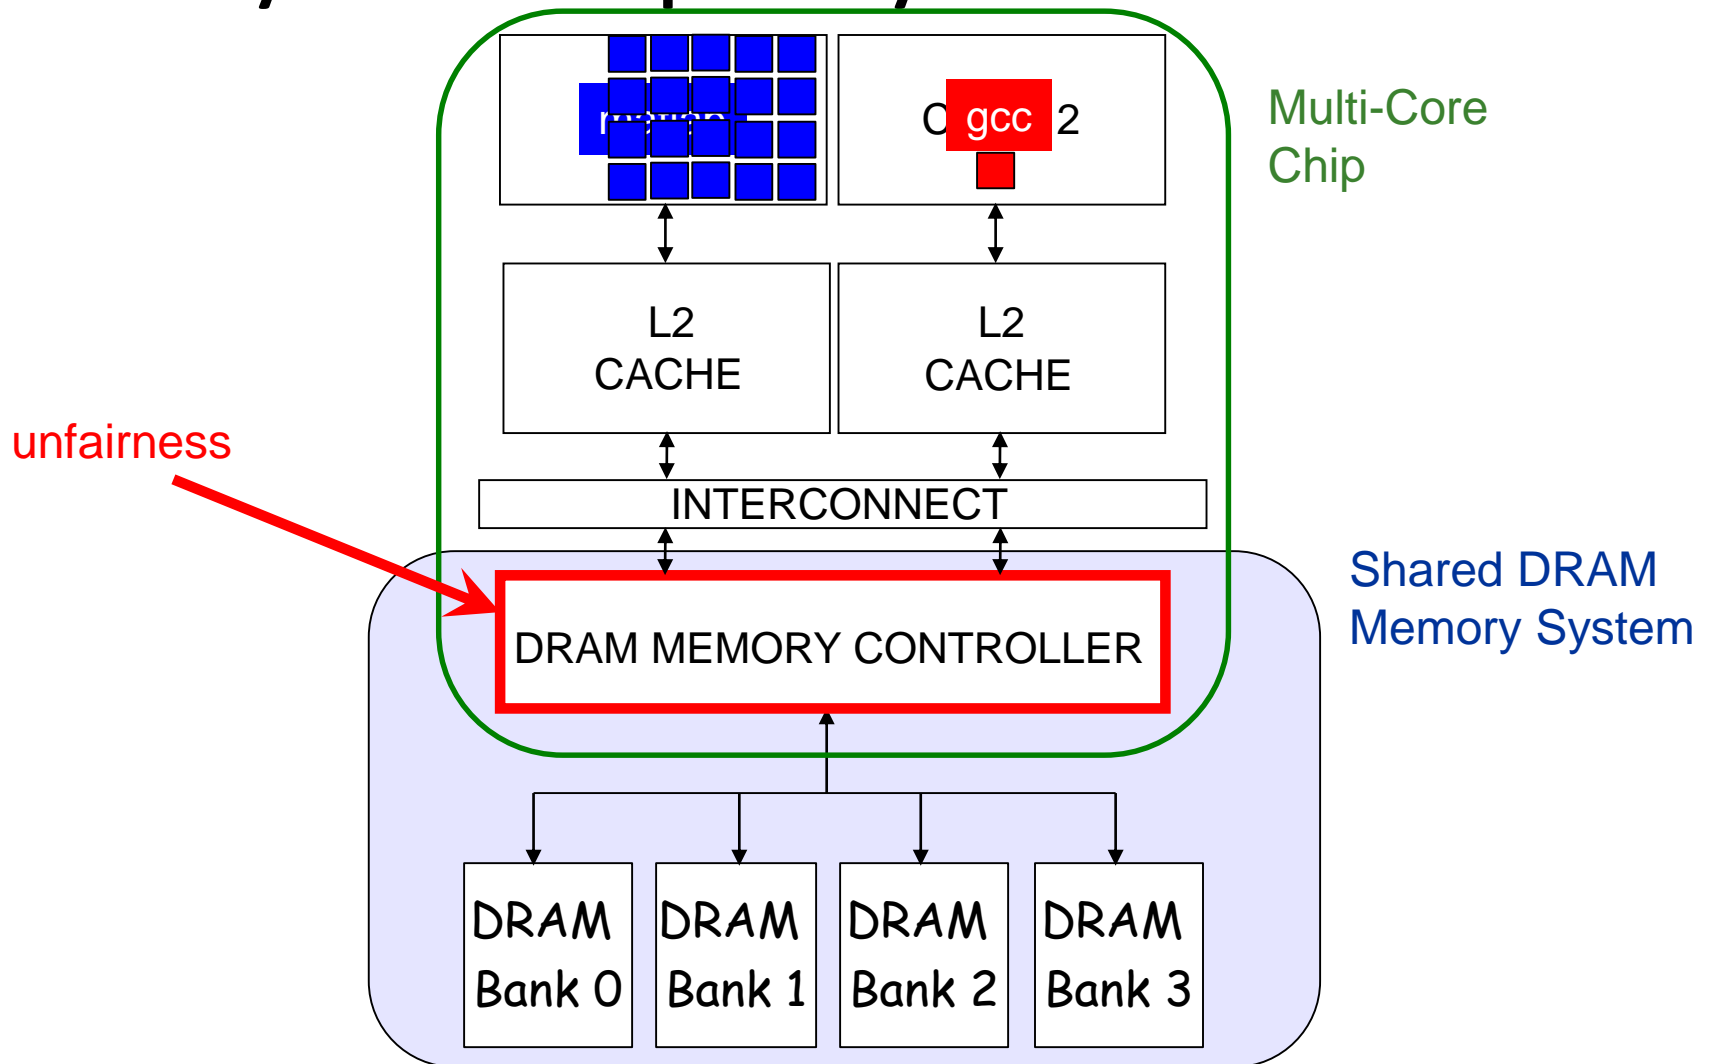 gcc
2
Multi-Core
Chip
L2
CACHE
L2
CACHE
unfairness
INTERCONNECT
Shared DRAM
Memory System
DRAM MEMORY CONTROLLER
DRAM
Bank 0
DRAM
Bank 1
DRAM
Bank 2
DRAM
Bank 3